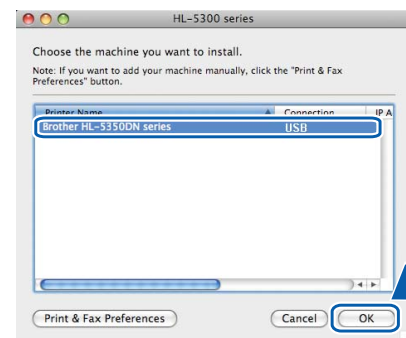 HL-5300 series
Choose the machine you want to install.
Note: If you want to add your machine manually, click the "Print & Fax
Preferences" button.
Printer Name Connection IP A
Brother HL-5350DN series USB
Print & Fax Preferences Cancel OK